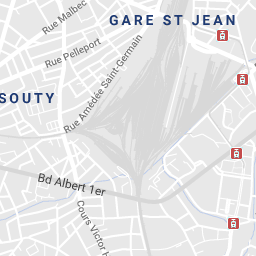 Rue Malbec
GARE ST JEAN
Rue Pelleport
SOUTY
Rue Amédée Saint-Germain
Bd Albert 1er
Cours Victor H